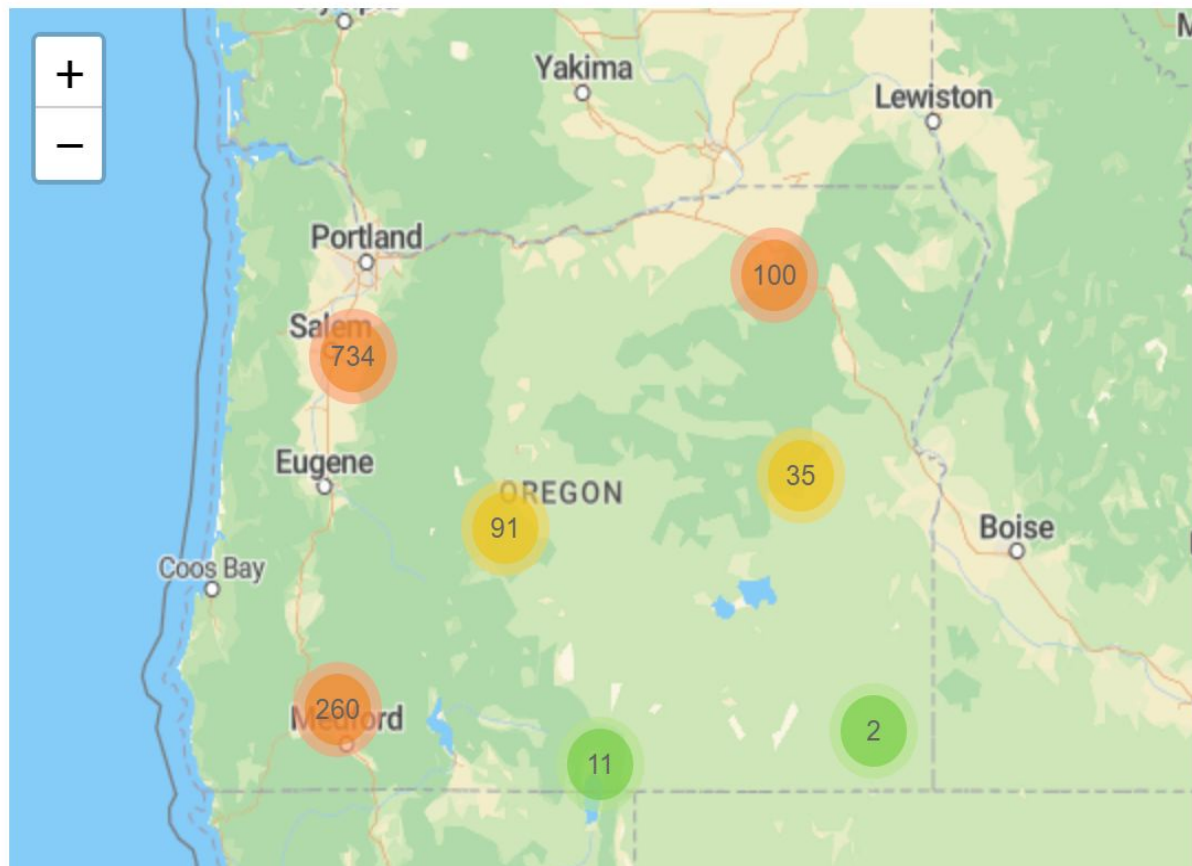 +
−
Yakima
Lewiston
Portland
100
Salem
734
Eugene
35
OREGON
91
Boise
Coos Bay
260
Medford
2
11